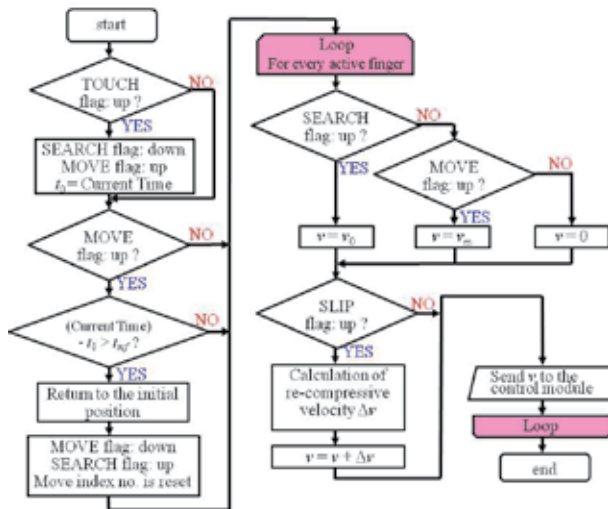 start
TOUCH
flag: up ?
NO
YES
SEARCH flag: down
MOVE flag: up
t₀= Current Time
MOVE
flag: up ?
NO
YES
(Current Time)
- t₁ > t_ref ?
NO
YES
Return to the initial
position
MOVE flag: down
SEARCH flag: up
Move index no. is reset
Loop
For every active finger
SEARCH
flag: up ?
NO
YES
MOVE
flag: up ?
NO
YES
v = v₀
v = vₘ
v = 0
SLIP
flag: up ?
NO
YES
Calculation of
re-compressive
velocity Δv
v = v + Δv
Send v to the
control module
Loop
end